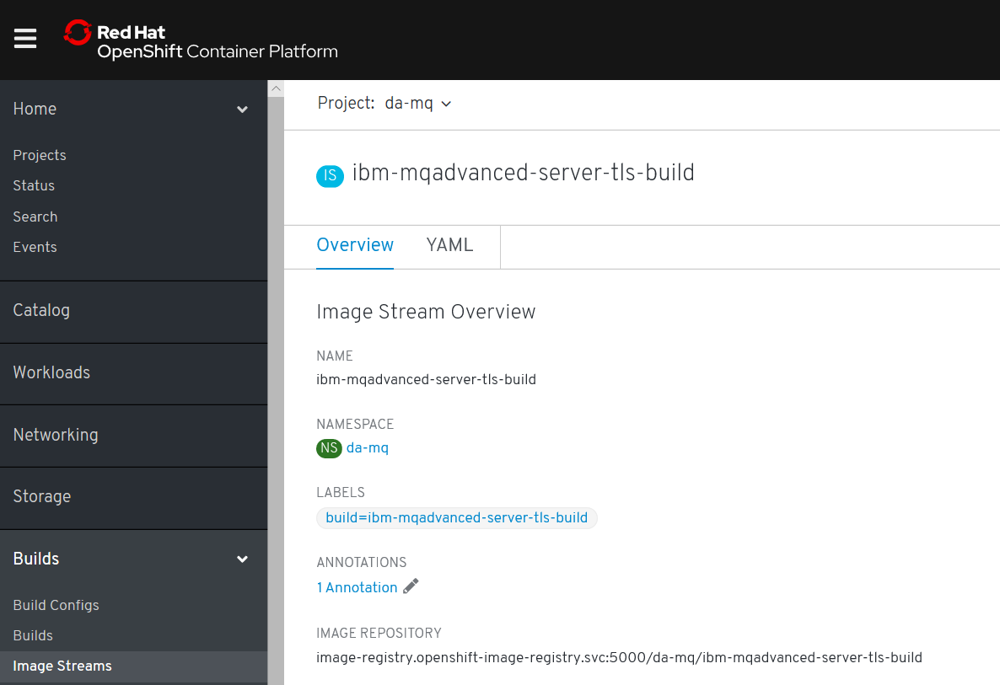 Red Hat
OpenShift Container Platform
Home
Projects
Status
Search
Events
Catalog
Workloads
Networking
Storage
Builds
Build Configs
Builds
Image Streams
Project: da-mq
IS ibm-mqadvanced-server-tls-build
Overview YAML
Image Stream Overview
NAME
ibm-mqadvanced-server-tls-build
NAMESPACE
NS da-mq
LABELS
build=ibm-mqadvanced-server-tls-build
ANNOTATIONS
1 Annotation
IMAGE REPOSITORY
image-registry.openshift-image-registry.svc:5000/da-mq/ibm-mqadvanced-server-tls-build